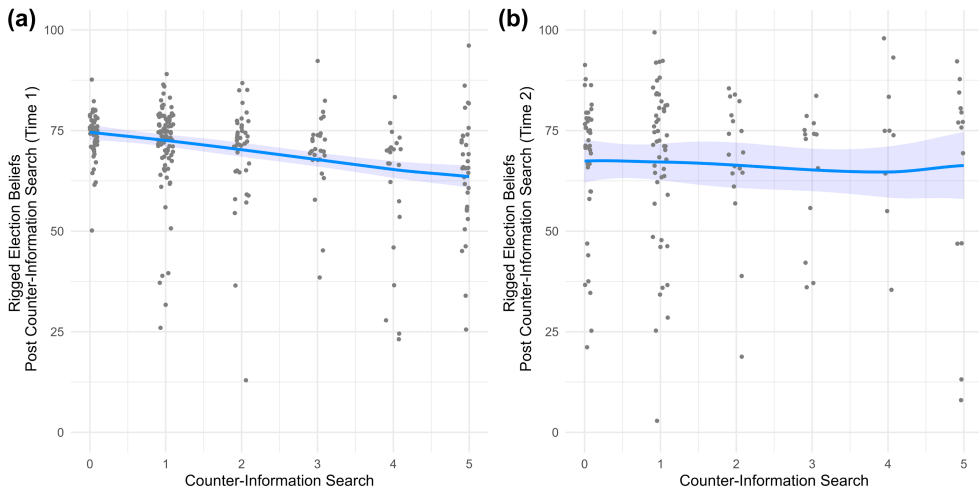 (a)
Rigged Election Beliefs
Post Counter-Information Search (Time 1)
100
75
50
25
0
0 1 2 3 4 5
Counter-Information Search
(b)
Rigged Election Beliefs
Post Counter-Information Search (Time 2)
100
75
50
25
0
0 1 2 3 4 5
Counter-Information Search